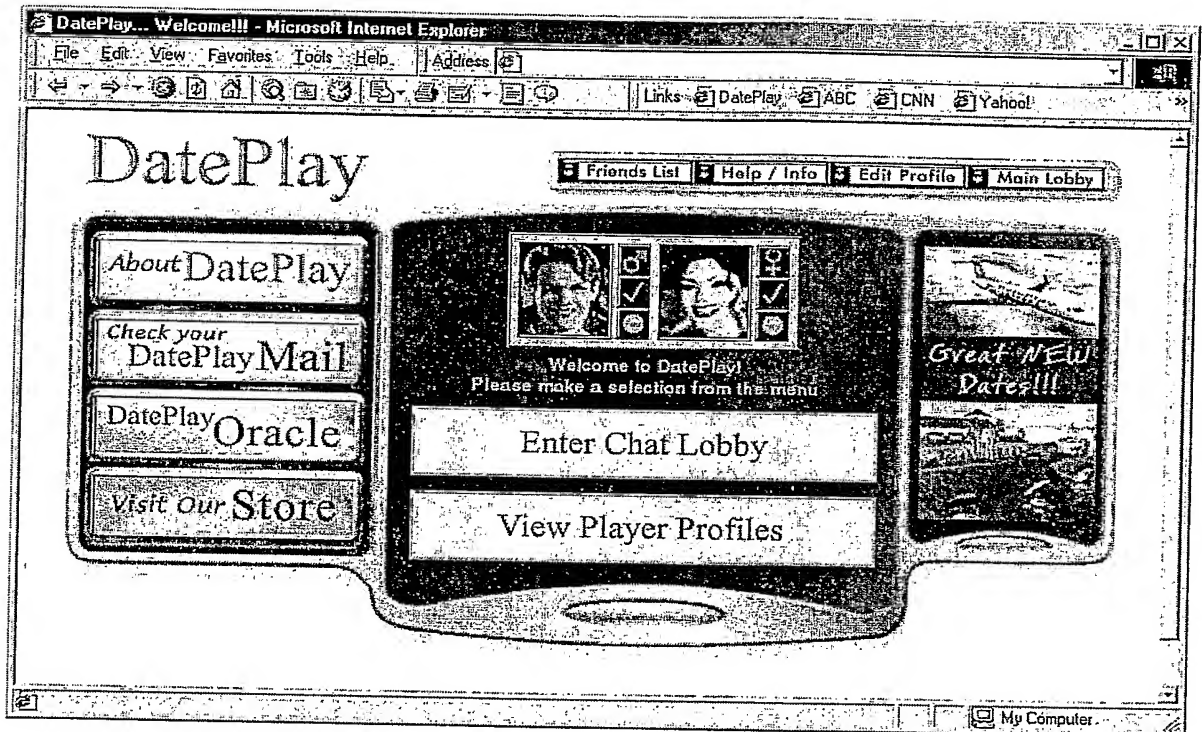 DatePlay... Welcome!!! - Microsoft Internet Explorer
File Edit View Favorites Tools Help Address
Links DatePlay ABC CNN Yahoo!
DatePlay
Friends List Help / Info Edit Profile Main Lobby
About DatePlay
Check your
DatePlay Mail
DatePlay Oracle
Visit Our Store
Welcome to DatePlay!
Please make a selection from the menu
Enter Chat Lobby
View Player Profiles
Great NEW
Dates!!!
My Computer